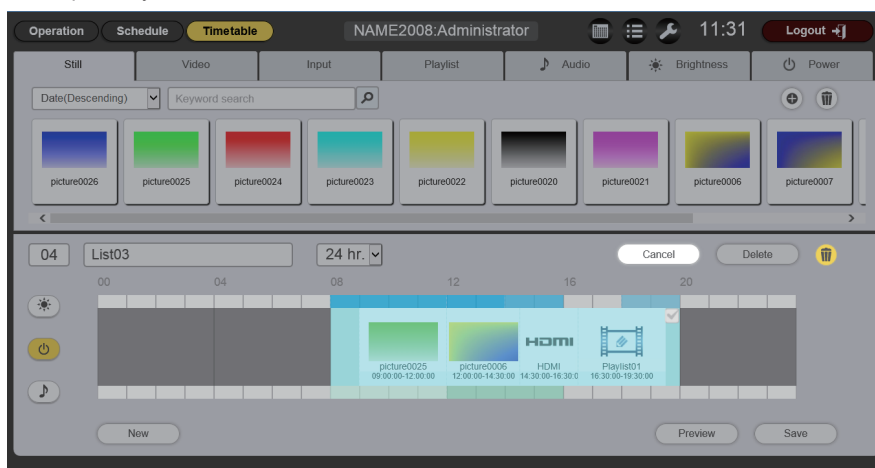 Operation Schedule Timetable NAME2008:Administrator 11:31 Logout
Still Video Input Playlist Audio Brightness Power
Date(Descending) Keyword search
picture0026 picture0025 picture0024 picture0023 picture0022 picture0020 picture0021 picture0006 picture0007
04 List03 24 hr. Cancel Delete
00 04 08 12 16 20
HDMI
picture0025 picture0006 HDMI Playlist01
09:00:00-12:00:00 12:00:00-14:30:00 14:30:00-16:30:0 16:30:00-19:30:00
New Preview Save